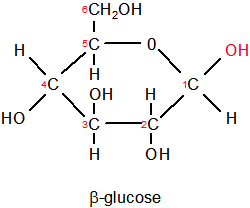 6 CH₂OH
5 C O
H H OH
4 C OH H C 1
HO C C H
3 2
H OH
β-glucose